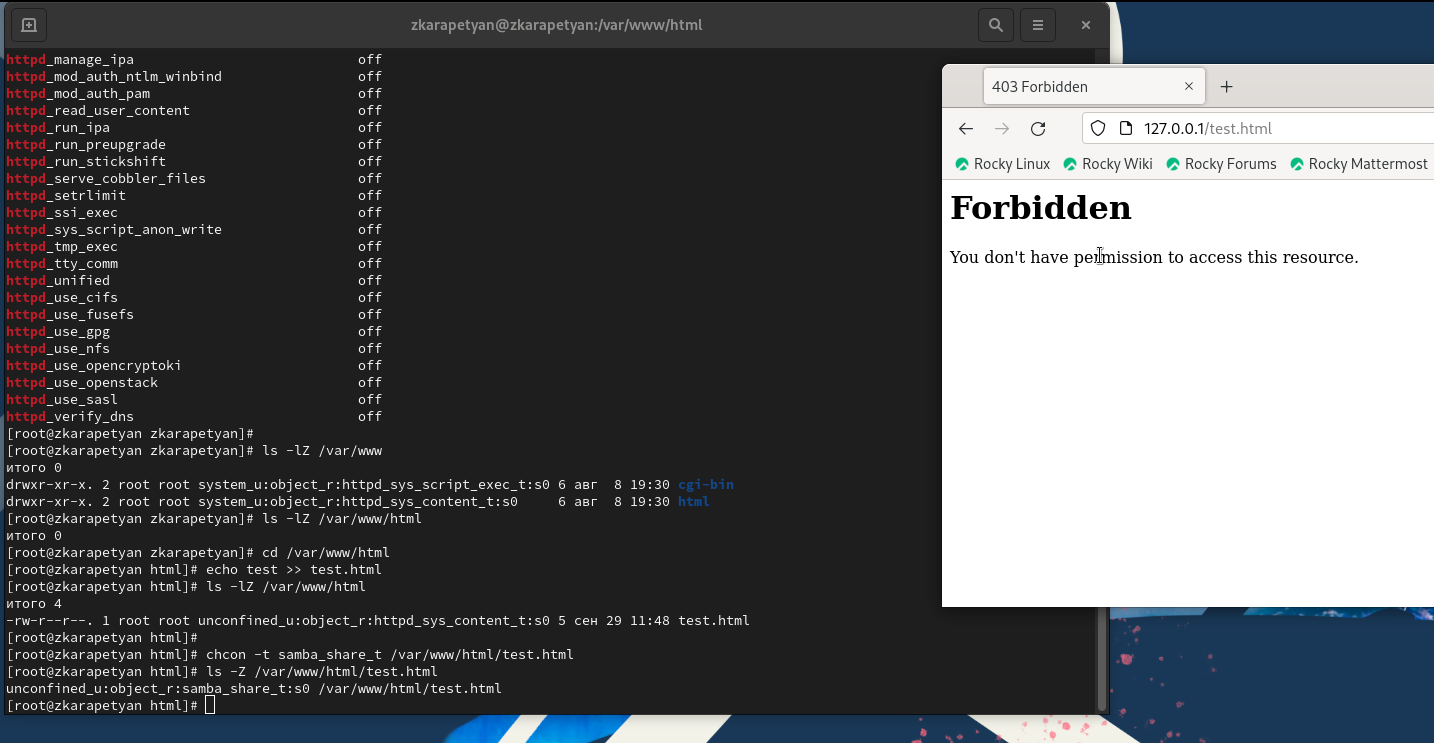 zkarapetyan@zkarapetyan:/var/www/html
httpd_manage_ipa off
httpd_mod_auth_ntlm_winbind off
httpd_mod_auth_pam off
httpd_read_user_content off
httpd_run_ipa off
httpd_run_preupgrade off
httpd_run_stickshift off
httpd_serve_cobbler_files off
httpd_setrlimit off
httpd_ssi_exec off
httpd_sys_script_anon_write off
httpd_tmp_exec off
httpd_tty_comm off
httpd_unified off
httpd_use_cifs off
httpd_use_fusefs off
httpd_use_gpg off
httpd_use_nfs off
httpd_use_opencryptoki off
httpd_use_openstack off
httpd_use_sasl off
httpd_verify_dns off
[root@zkarapetyan zkarapetyan]#
[root@zkarapetyan zkarapetyan]# ls -lZ /var/www
итого 0
drwxr-xr-x. 2 root root system_u:object_r:httpd_sys_script_exec_t:s0 6 авг 8 19:30 cgi-bin
drwxr-xr-x. 2 root root system_u:object_r:httpd_sys_content_t:s0 6 авг 8 19:30 html
[root@zkarapetyan zkarapetyan]# ls -lZ /var/www/html
итого 0
[root@zkarapetyan zkarapetyan]# cd /var/www/html
[root@zkarapetyan html]# echo test >> test.html
[root@zkarapetyan html]# ls -lZ /var/www/html
итого 4
-rw-r--r--. 1 root root unconfined_u:object_r:httpd_sys_content_t:s0 5 сен 29 11:48 test.html
[root@zkarapetyan html]#
[root@zkarapetyan html]# chcon -t samba_share_t /var/www/html/test.html
[root@zkarapetyan html]# ls -Z /var/www/html/test.html
unconfined_u:object_r:samba_share_t:s0 /var/www/html/test.html
[root@zkarapetyan html]#
403 Forbidden
127.0.0.1/test.html
Rocky Linux Rocky Wiki Rocky Forums Rocky Mattermost
Forbidden
You don't have permission to access this resource.